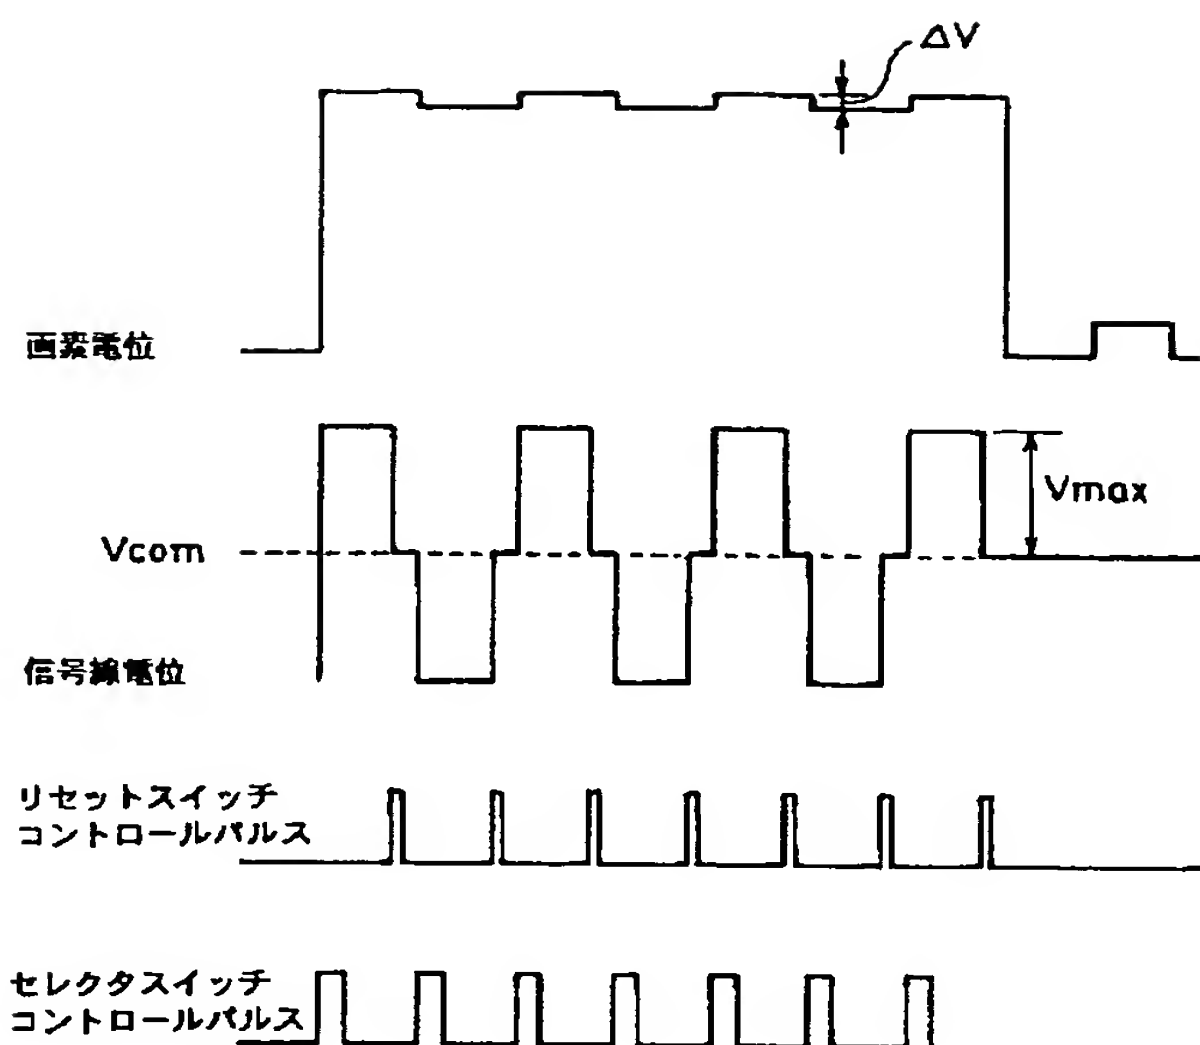 ΔV
画素電位
Vmax
Vcom
信号線電位
リセットスイッチ
コントロールパルス
セレクタスイッチ
コントロールパルス